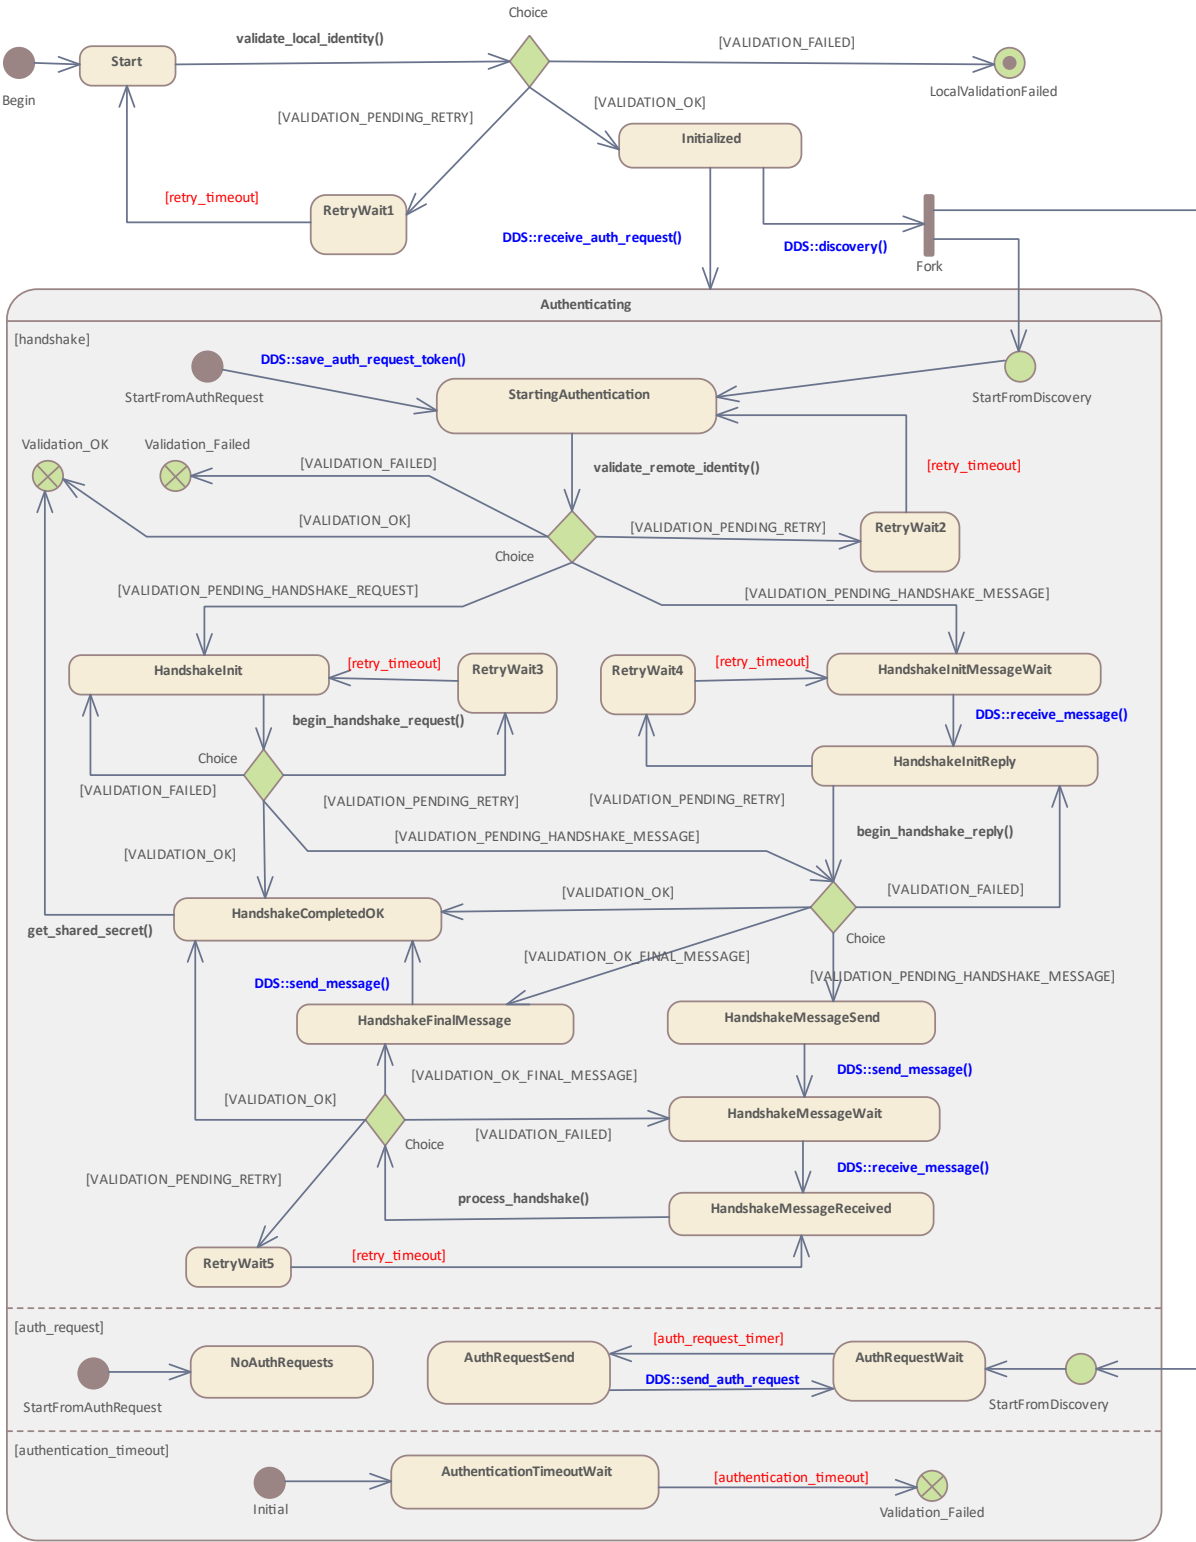 Choice
validate_local_identity()
[VALIDATION_FAILED]
Start
Begin
LocalValidationFailed
[VALIDATION_OK]
[VALIDATION_PENDING_RETRY]
Initialized
[retry_timeout]
RetryWait1
DDS::receive_auth_request()
DDS::discovery()
Fork
Authenticating
[handshake]
DDS::save_auth_request_token()
StartFromAuthRequest
StartingAuthentication
StartFromDiscovery
Validation_OK
Validation_Failed
[VALIDATION_FAILED]
validate_remote_identity()
[retry_timeout]
[VALIDATION_OK]
[VALIDATION_PENDING_RETRY]
RetryWait2
Choice
[VALIDATION_PENDING_HANDSHAKE_REQUEST]
[VALIDATION_PENDING_HANDSHAKE_MESSAGE]
HandshakeInit
[retry_timeout]
RetryWait3
RetryWait4
[retry_timeout]
HandshakeInitMessageWait
begin_handshake_request()
DDS::receive_message()
Choice
HandshakeInitReply
[VALIDATION_FAILED]
[VALIDATION_PENDING_RETRY]
[VALIDATION_PENDING_RETRY]
[VALIDATION_PENDING_HANDSHAKE_MESSAGE]
begin_handshake_reply()
[VALIDATION_OK]
[VALIDATION_OK]
[VALIDATION_FAILED]
HandshakeCompletedOK
get_shared_secret()
Choice
[VALIDATION_OK_FINAL_MESSAGE]
DDS::send_message()
[VALIDATION_PENDING_HANDSHAKE_MESSAGE]
HandshakeFinalMessage
HandshakeMessageSend
[VALIDATION_OK_FINAL_MESSAGE]
DDS::send_message()
[VALIDATION_OK]
HandshakeMessageWait
Choice
[VALIDATION_FAILED]
[VALIDATION_PENDING_RETRY]
DDS::receive_message()
process_handshake()
HandshakeMessageReceived
RetryWait5
[retry_timeout]
[auth_request]
NoAuthRequests
AuthRequestSend
[auth_request_timer]
AuthRequestWait
DDS::send_auth_request
StartFromAuthRequest
StartFromDiscovery
[authentication_timeout]
AuthenticationTimeoutWait
[authentication_timeout]
Initial
Validation_Failed